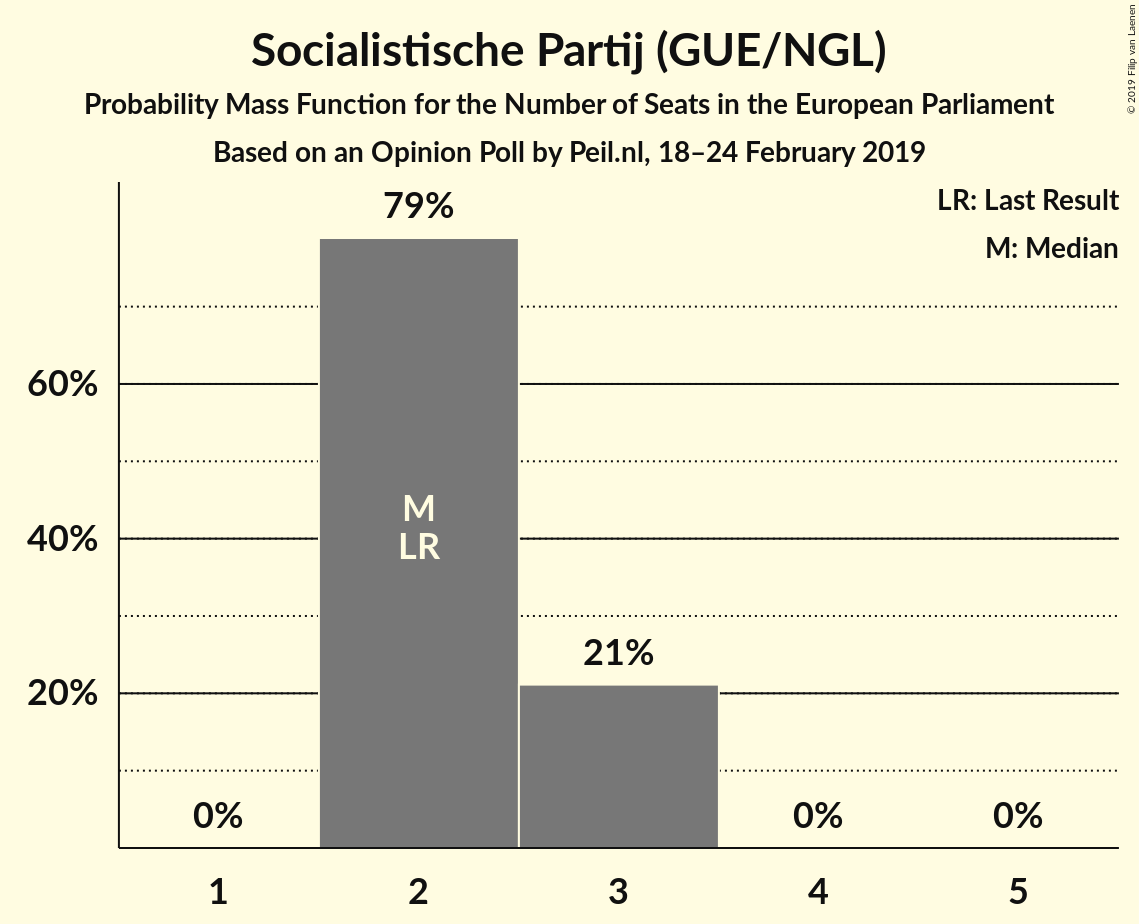 Socialistische Partij (GUE/NGL)
Probability Mass Function for the Number of Seats in the European Parliament
Based on an Opinion Poll by Peil.nl, 18–24 February 2019
© 2019 Filip van Laenen
LR: Last Result
M: Median
79%
60%
M
40%
LR
21%
20%
0%
0%
0%
1
2
3
4
5